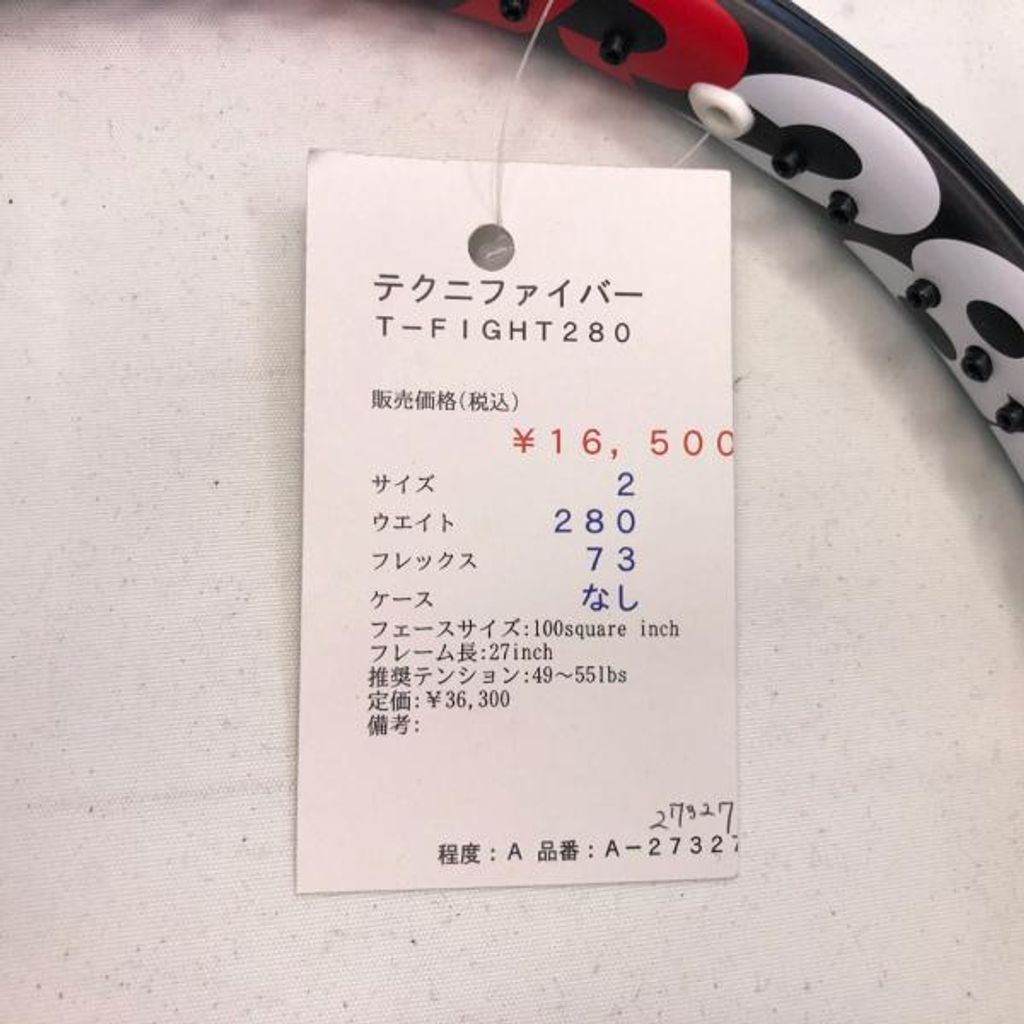 テクニファイバー
T－FIGHT280
販売価格(税込)
￥16,500
サイズ 2
ウエイト 280
フレックス 73
ケース なし
フェースサイズ:100square inch
フレーム長:27inch
推奨テンション:49～55lbs
定価:￥36,300
備考:
27327
程度：A 品番：A－27327